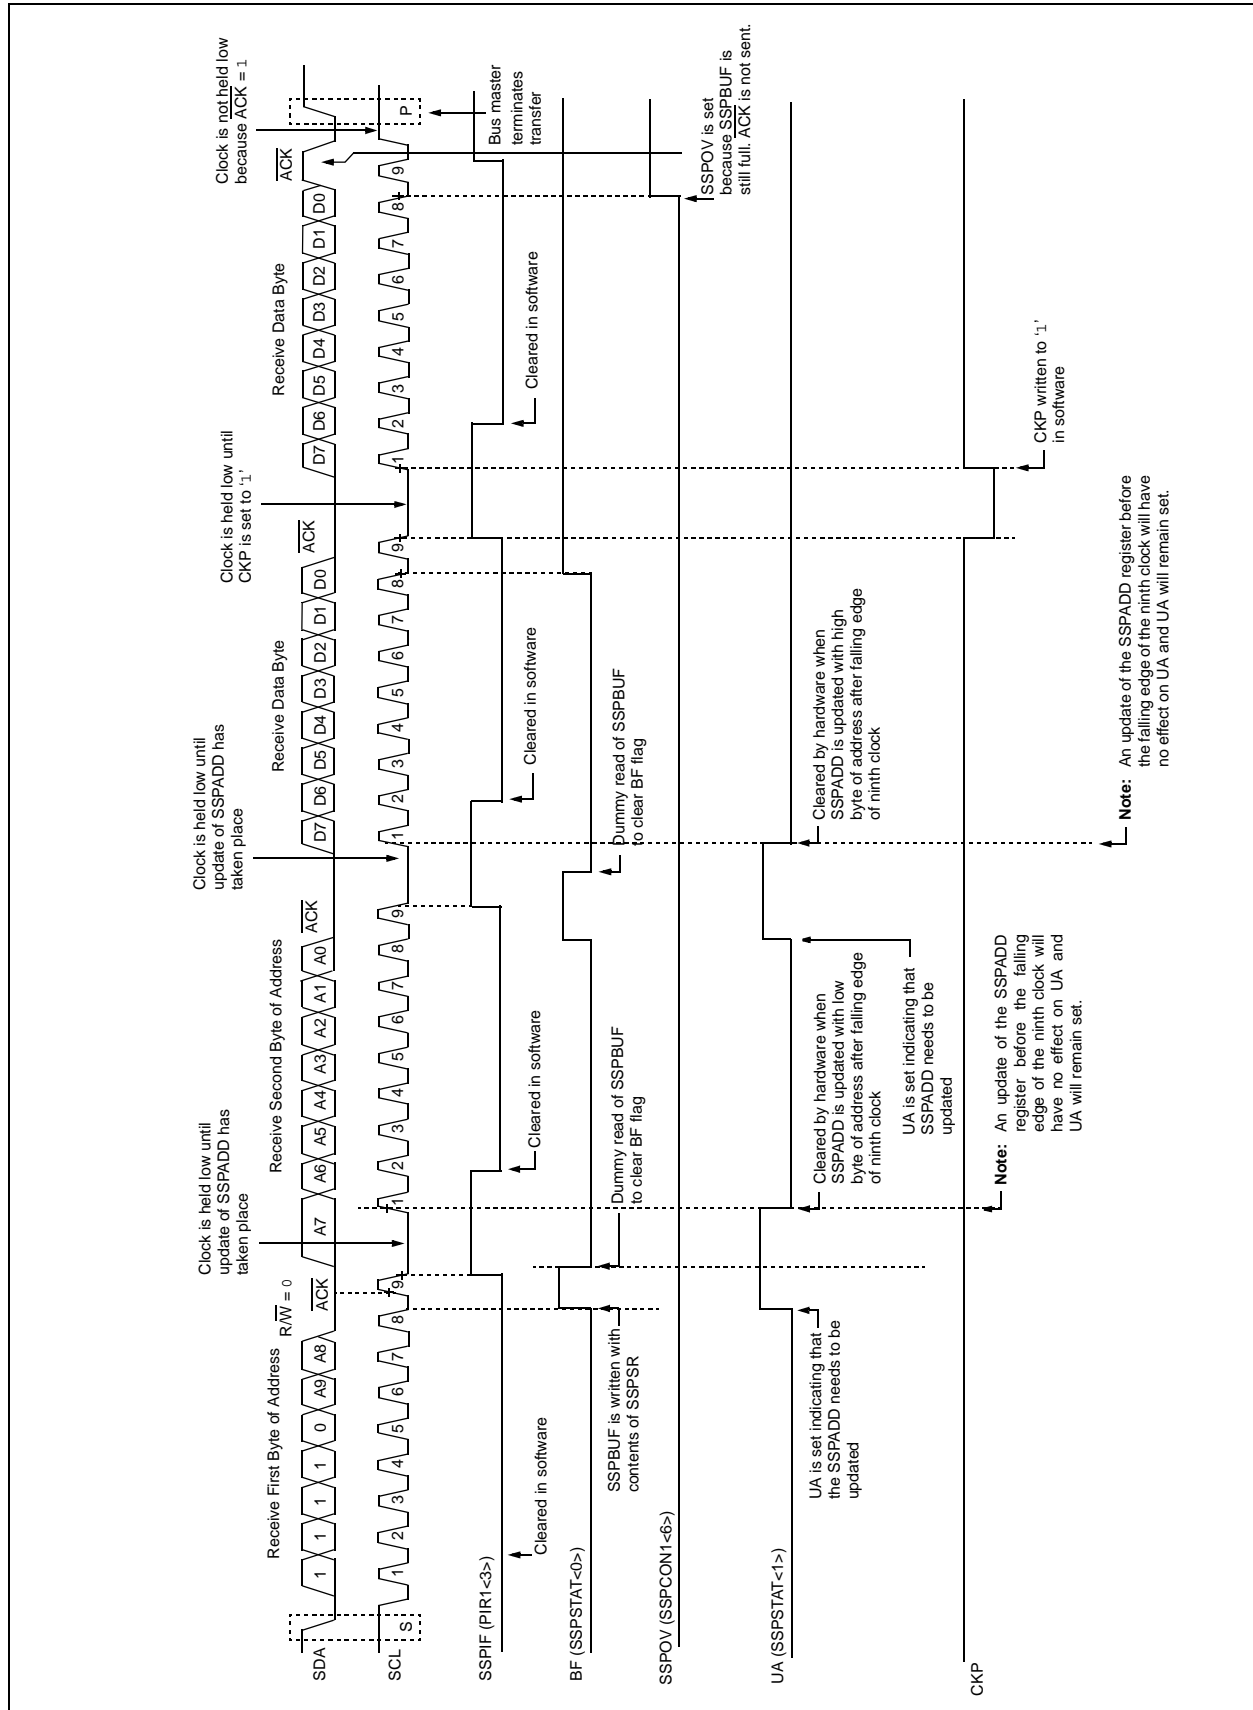 Clock is not held low
because ACK = 1
Clock is held low until
CKP is set to ‘1’
Clock is held low until
update of SSPADD has
taken place
Clock is held low until
update of SSPADD has
taken place
R/W = 0
Receive First Byte of Address
Receive Second Byte of Address
Receive Data Byte
Receive Data Byte
SDA
1 1 1 1 0 A9 A8 ACK A7 A6 A5 A4 A3 A2 A1 A0 ACK D7 D6 D5 D4 D3 D2 D1 D0 ACK D7 D6 D5 D4 D3 D2 D1 D0 ACK
SCL
S 1 2 3 4 5 6 7 8 9 1 2 3 4 5 6 7 8 9 1 2 3 4 5 6 7 8 9 1 2 3 4 5 6 7 8 9 P
Bus master
terminates
transfer
SSPIF (PIR1<3>)
Cleared in software
Cleared in software
Cleared in software
Cleared in software
BF (SSPSTAT<0>)
SSPBUF is written with
contents of SSPSR
Dummy read of SSPBUF
to clear BF flag
Dummy read of SSPBUF
to clear BF flag
SSPOV (SSPCON1<6>)
SSPOV is set
because SSPBUF is
still full. ACK is not sent.
UA (SSPSTAT<1>)
UA is set indicating that
the SSPADD needs to be
updated
Cleared by hardware when
SSPADD is updated with low
byte of address after falling edge
of ninth clock
UA is set indicating that
SSPADD needs to be
updated
Cleared by hardware when
SSPADD is updated with high
byte of address after falling edge
of ninth clock
CKP
CKP written to ‘1’
in software
Note: An update of the SSPADD
register before the falling
edge of the ninth clock will
have no effect on UA and
UA will remain set.
Note: An update of the SSPADD register before
the falling edge of the ninth clock will have
no effect on UA and UA will remain set.